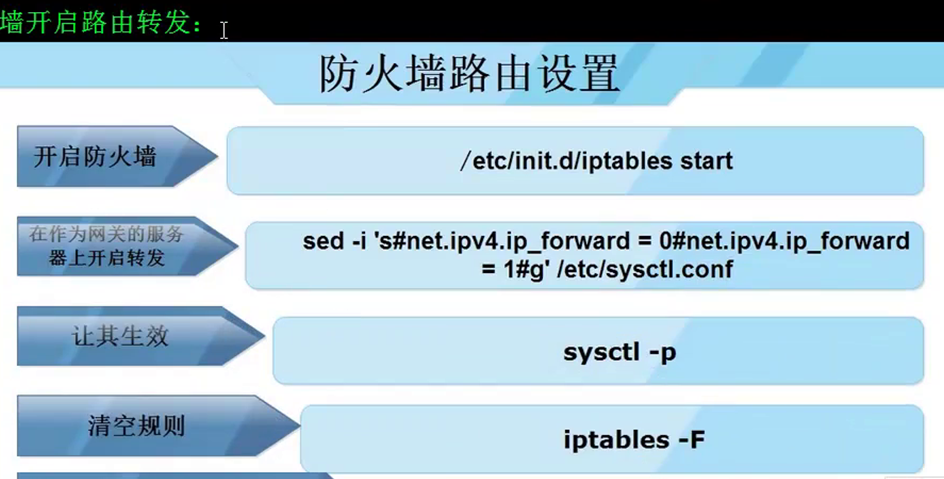 墙开启路由转发：
防火墙路由设置
开启防火墙
/etc/init.d/iptables start
在作为网关的服务
器上开启转发
sed -i 's#net.ipv4.ip_forward = 0#net.ipv4.ip_forward
= 1#g' /etc/sysctl.conf
让其生效
sysctl -p
清空规则
iptables -F